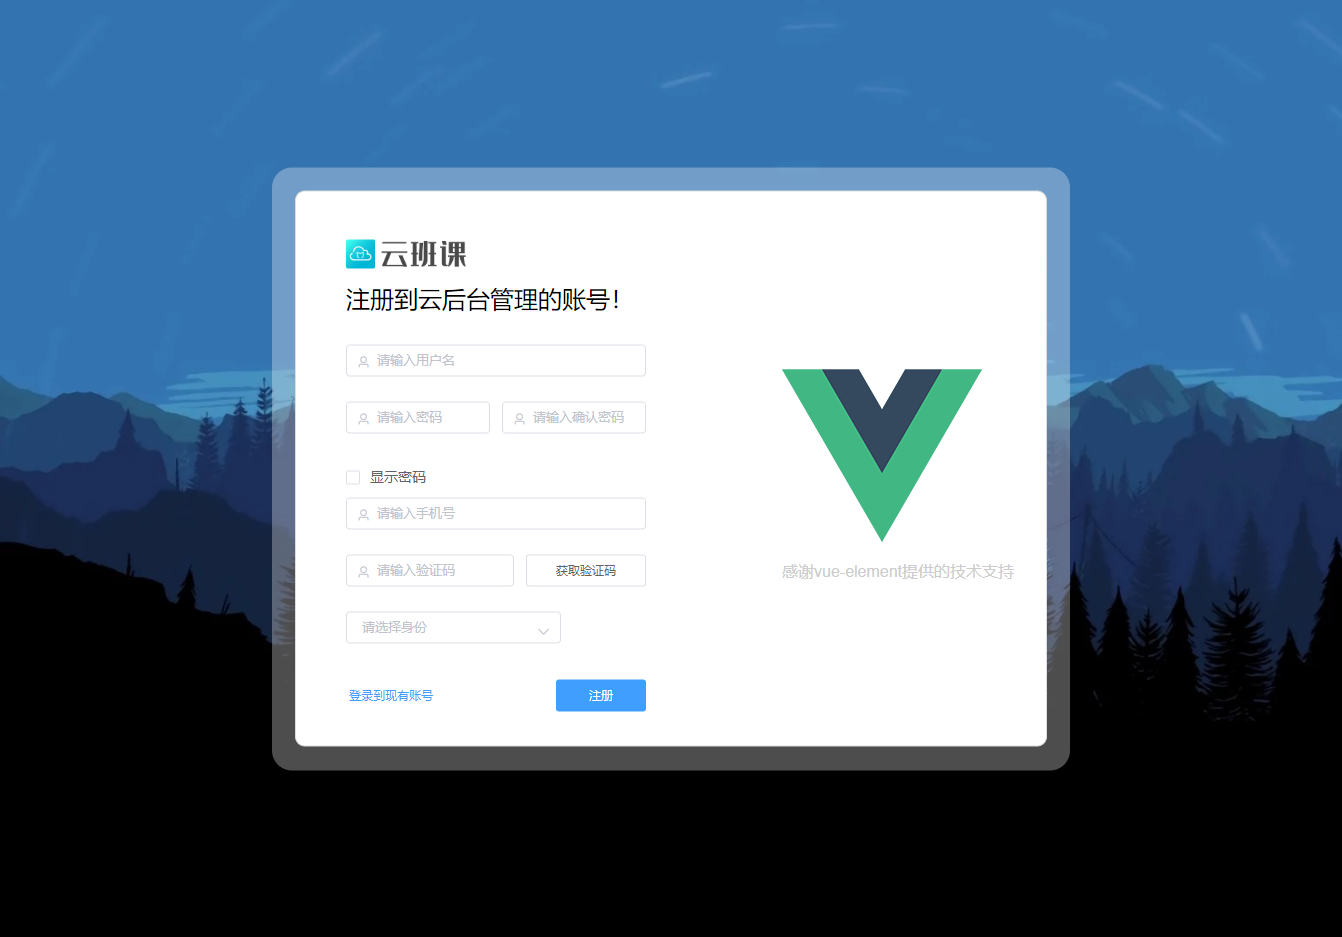 云班课
注册到云后台管理的账号！
请输入用户名
请输入密码 请输入确认密码
显示密码
请输入手机号
请输入验证码 获取验证码
感谢vue-element提供的技术支持
请选择身份
登录到现有账号 注册